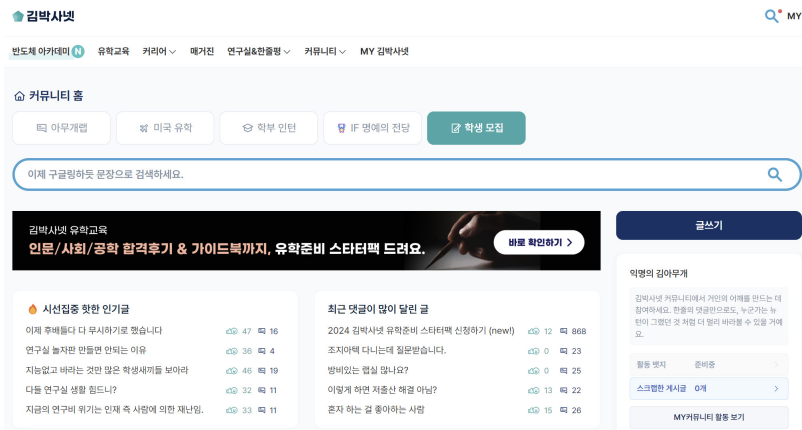 김박사넷
MY
반도체 아카데미 N 유학교육 커리어 매거진 연구실&한줄평 커뮤니티 MY 김박사넷
커뮤니티 홈
아무개랩 미국 유학 학부 인턴 IF 명예의 전당 학생 모집
이제 구글링하듯 문장으로 검색하세요.
김박사넷 유학교육
인문/사회/공학 합격후기 & 가이드북까지, 유학준비 스타터팩 드려요.
바로 확인하기 >
글쓰기
익명의 김아무개
김박사넷 커뮤니티에서 거인의 어깨를 만드는 데
참여하세요. 한줄의 댓글만으로도, 누군가는 뉴
턴이 그랬던 것 처럼 더 멀리 바라볼 수 있을 거예
요.
활동 뱃지 준비중
스크랩한 게시글 0개
MY커뮤니티 활동 보기
시선집중 핫한 인기글
이제 후배들다 다 무시하기로 했습니다 47 16
연구실 놀자판 만들면 안되는 이유 36 4
지능없고 바라는 것만 많은 학생새끼들 보아라 46 19
다들 연구실 생활 힘드니? 32 11
지금의 연구비 위기는 인재 즉 사람에 의한 재난임. 33 11
최근 댓글이 많이 달린 글
2024 김박사넷 유학준비 스타터팩 신청하기 (new!) 12 868
조지아텍 다니는데 질문받습니다. 0 23
방비있는 랩실 많나요? 0 25
이렇게 하면 저출산 해결 아님? 13 22
혼자 하는 걸 좋아하는 사람 15 26